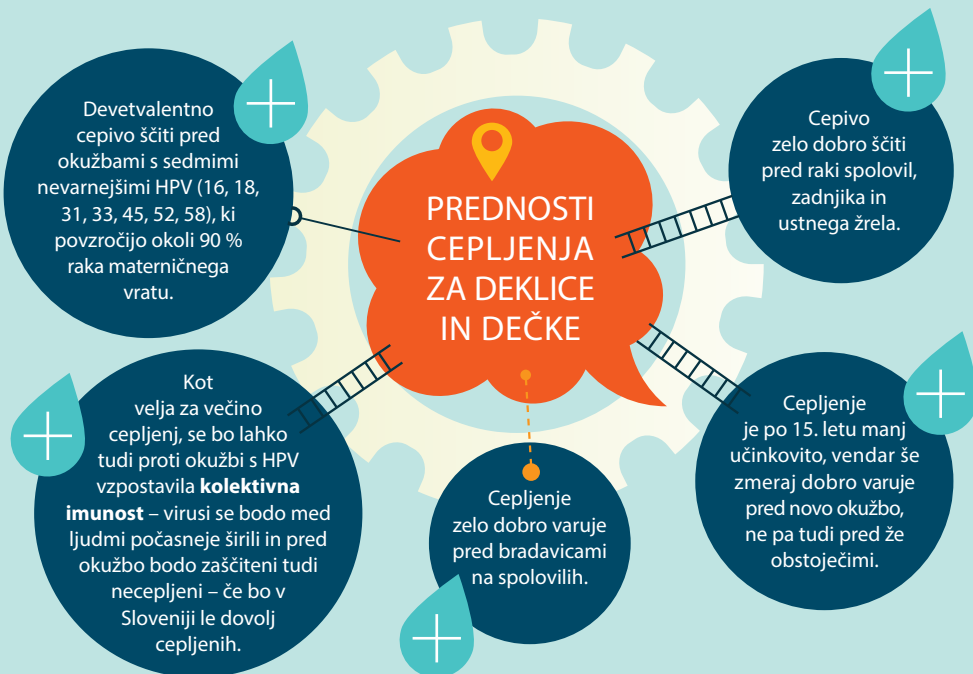 PREDNOSTI
CEPLJENJA
ZA DEKLICE
IN DEČKE
Devetvalentno
cepivo ščiti pred
okužbami s sedmimi
nevarnejšimi HPV (16, 18,
31, 33, 45, 52, 58), ki
povzročijo okoli 90 %
raka materničnega
vratu.
Cepivo
zelo dobro ščiti
pred raki spolovil,
zadnjika in
ustnega žrela.
Kot
velja za večino
cepljenj, se bo lahko
tudi proti okužbi s HPV
vzpostavila kolektivna
imunost – virusi se bodo med
ljudmi počasneje širili in pred
okužbo bodo zaščiteni tudi
necepljeni – če bo v
Sloveniji le dovolj
cepljenih.
Cepljenje
zelo dobro varuje
pred bradavicami
na spolovilih.
Cepljenje
je po 15. letu manj
učinkovito, vendar še
zmeraj dobro varuje
pred novo okužbo,
ne pa tudi pred že
obstoječimi.